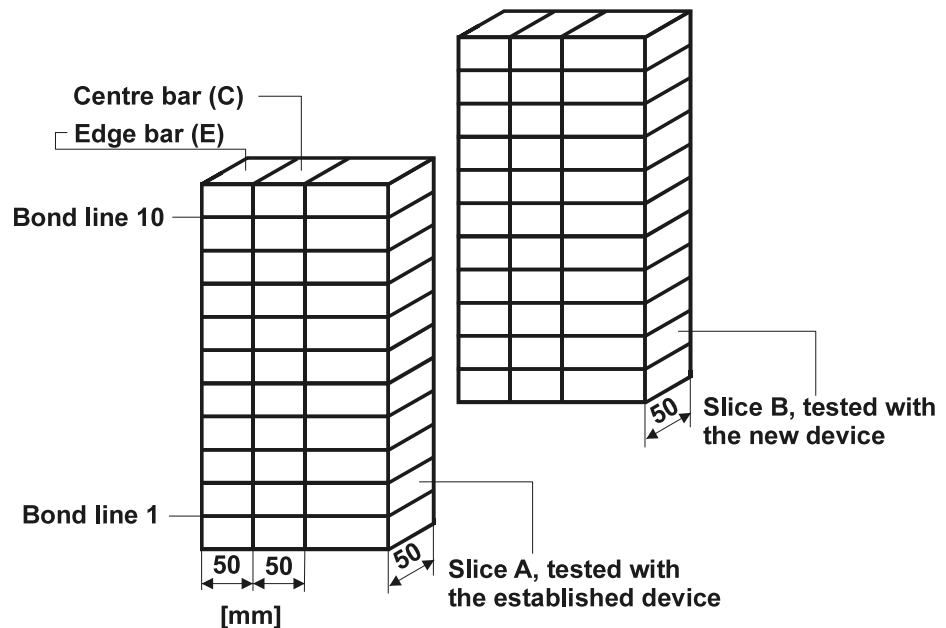 Centre bar (C)
Edge bar (E)
Bond line 10
Bond line 1
50
50
50
[mm]
Slice A, tested with
the established device
50
Slice B, tested with
the new device